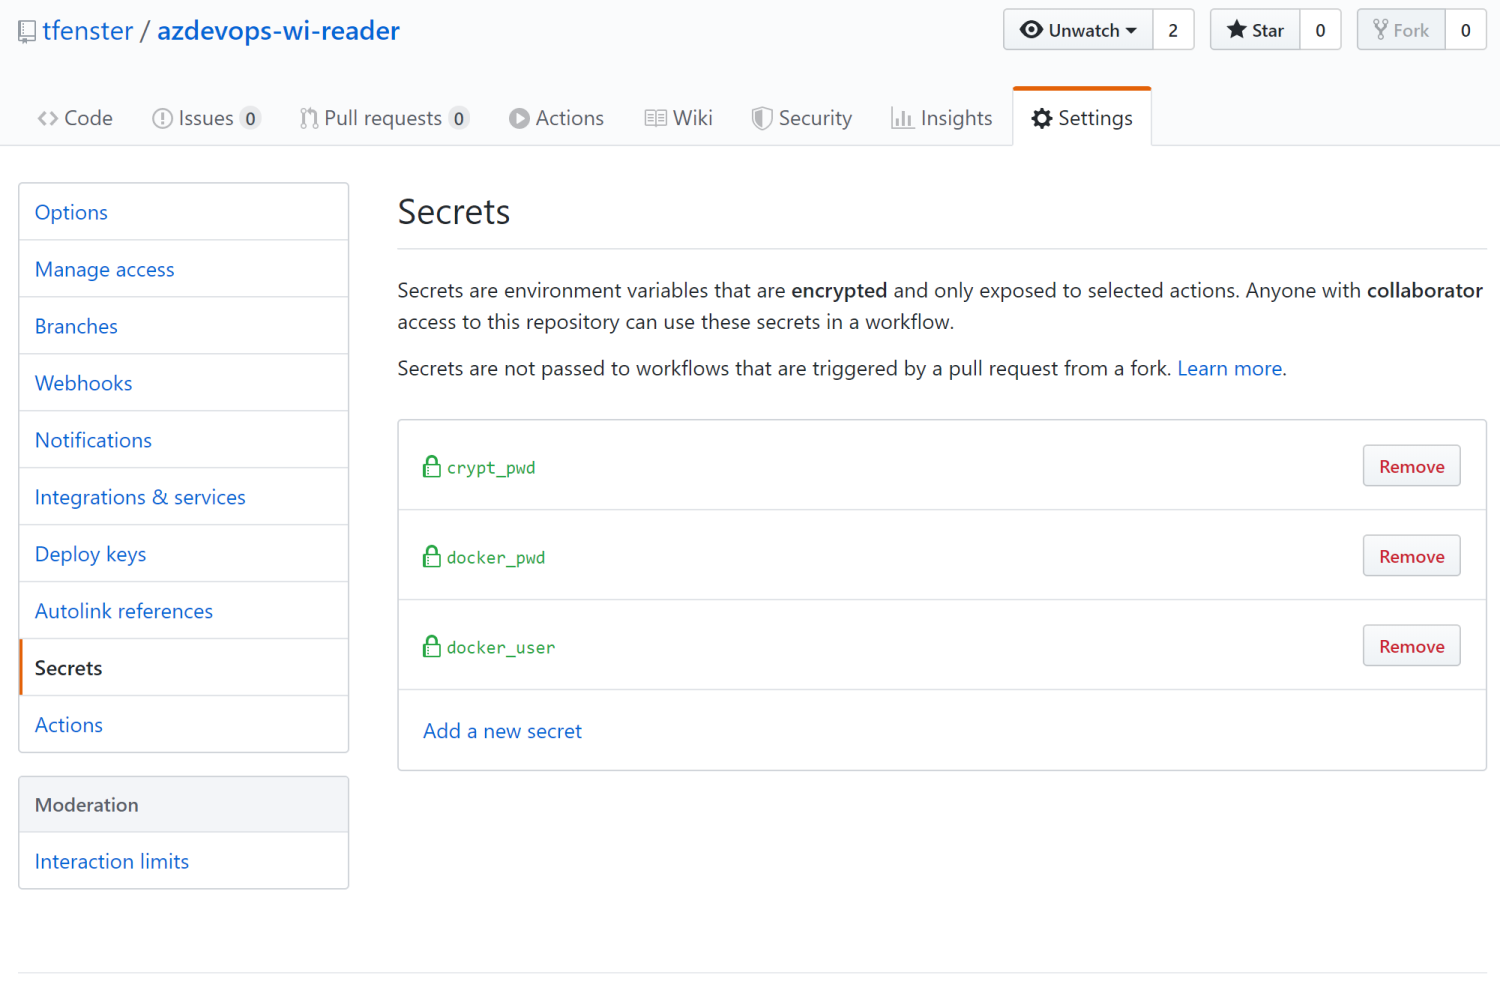 tfenster / azdevops-wi-reader
Unwatch 2 Star 0 Fork 0
Code Issues 0 Pull requests 0 Actions Wiki Security Insights Settings
Options
Manage access
Branches
Webhooks
Notifications
Integrations & services
Deploy keys
Autolink references
Secrets
Actions
Moderation
Interaction limits
Secrets
Secrets are environment variables that are encrypted and only exposed to selected actions. Anyone with collaborator
access to this repository can use these secrets in a workflow.
Secrets are not passed to workflows that are triggered by a pull request from a fork. Learn more.
crypt_pwd Remove
docker_pwd Remove
docker_user Remove
Add a new secret